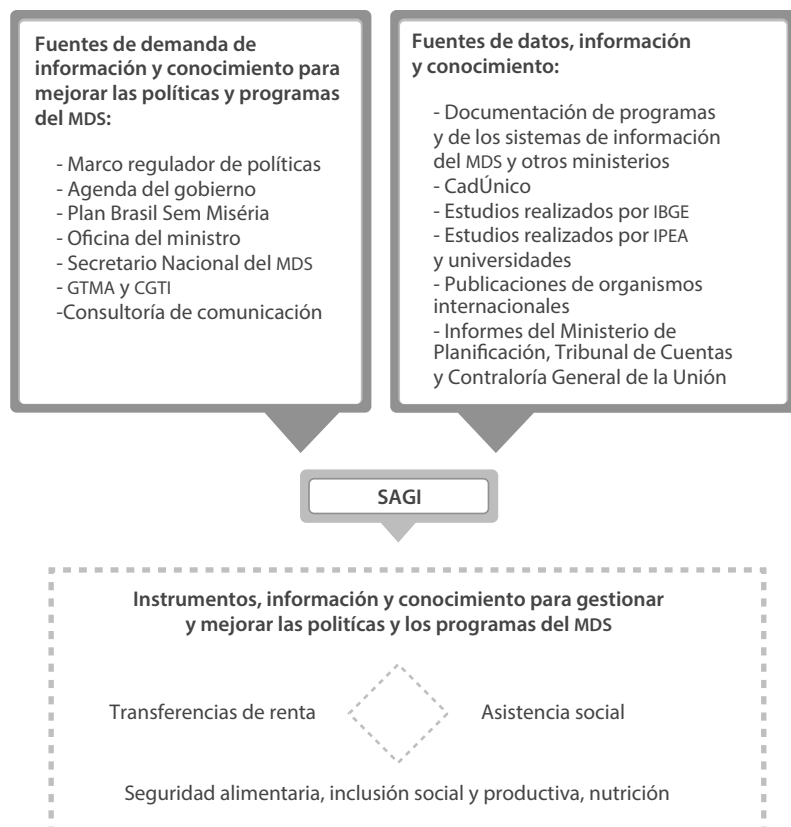 Fuentes de demanda de
información y conocimiento para
mejorar las políticas y programas
del MDS:
- Marco regulador de políticas
- Agenda del gobierno
- Plan Brasil Sem Miséria
- Oficina del ministro
- Secretario Nacional del MDS
- GTMA y CGTI
-Consultoría de comunicación
Fuentes de datos, información
y conocimiento:
- Documentación de programas
y de los sistemas de información
del MDS y otros ministerios
- CadÚnico
- Estudios realizados por IBGE
- Estudios realizados por IPEA
y universidades
- Publicaciones de organismos
internacionales
- Informes del Ministerio de
Planificación, Tribunal de Cuentas
y Contraloría General de la Unión
SAGI
Instrumentos, información y conocimiento para gestionar
y mejorar las politícas y los programas del MDS
Transferencias de renta
Asistencia social
Seguridad alimentaria, inclusión social y productiva, nutrición